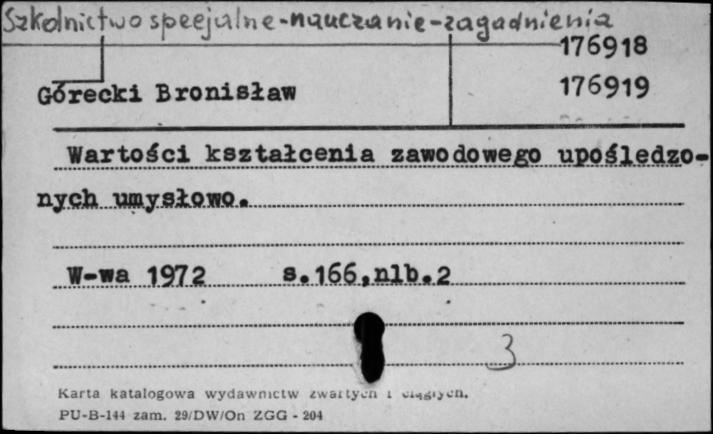 Szkolnictwo specjalne-nauczanie-zagadnienia
176918
Górecki Bronisław 176919
Wartości kształcenia zawodowego upośledzo-
nych umysłowo.
W-wa 1972 s.166,nlb.2
3
Karta katalogowa wydawnictw zwartych i ciągłych.
PU-B-144 zam. 29/DW/On ZGG - 204